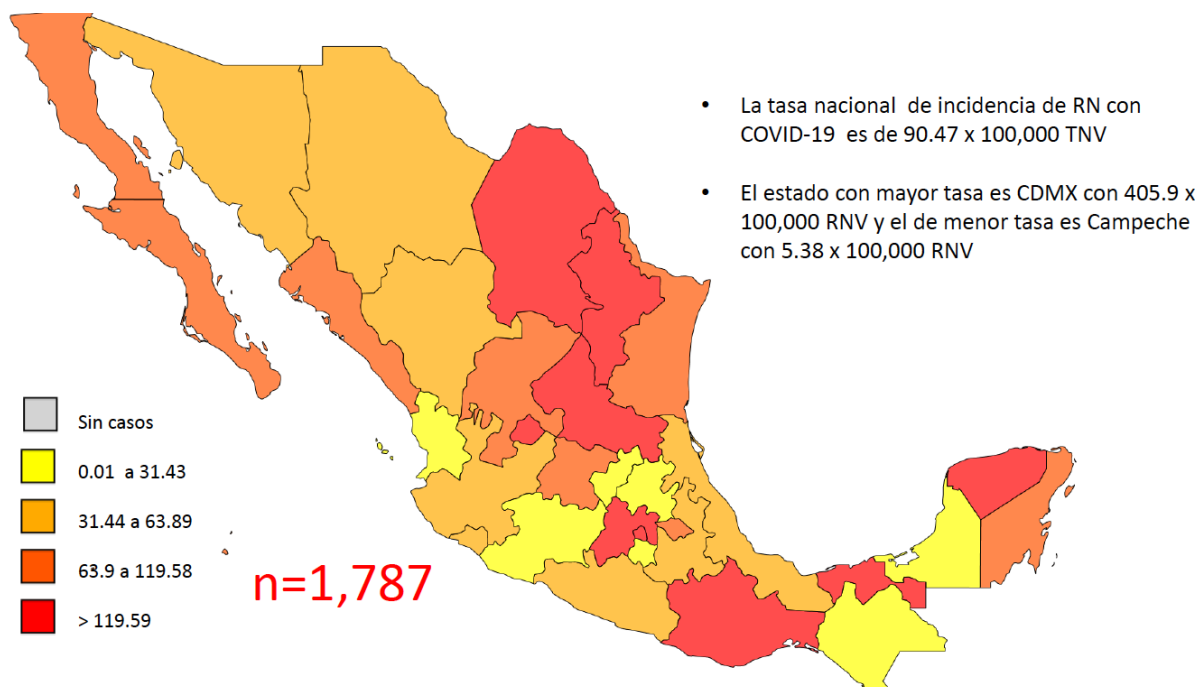 • La tasa nacional de incidencia de RN con
COVID-19 es de 90.47 x 100,000 TNV
• El estado con mayor tasa es CDMX con 405.9 x
100,000 RNV y el de menor tasa es Campeche
con 5.38 x 100,000 RNV
Sin casos
0.01 a 31.43
31.44 a 63.89
63.9 a 119.58
> 119.59
n=1,787